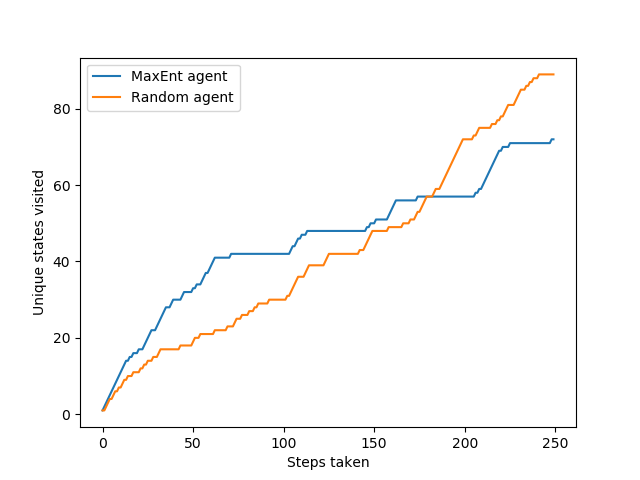 MaxEnt agent
Random agent
Unique states visited
80
60
40
20
0
0 50 100 150 200 250
Steps taken